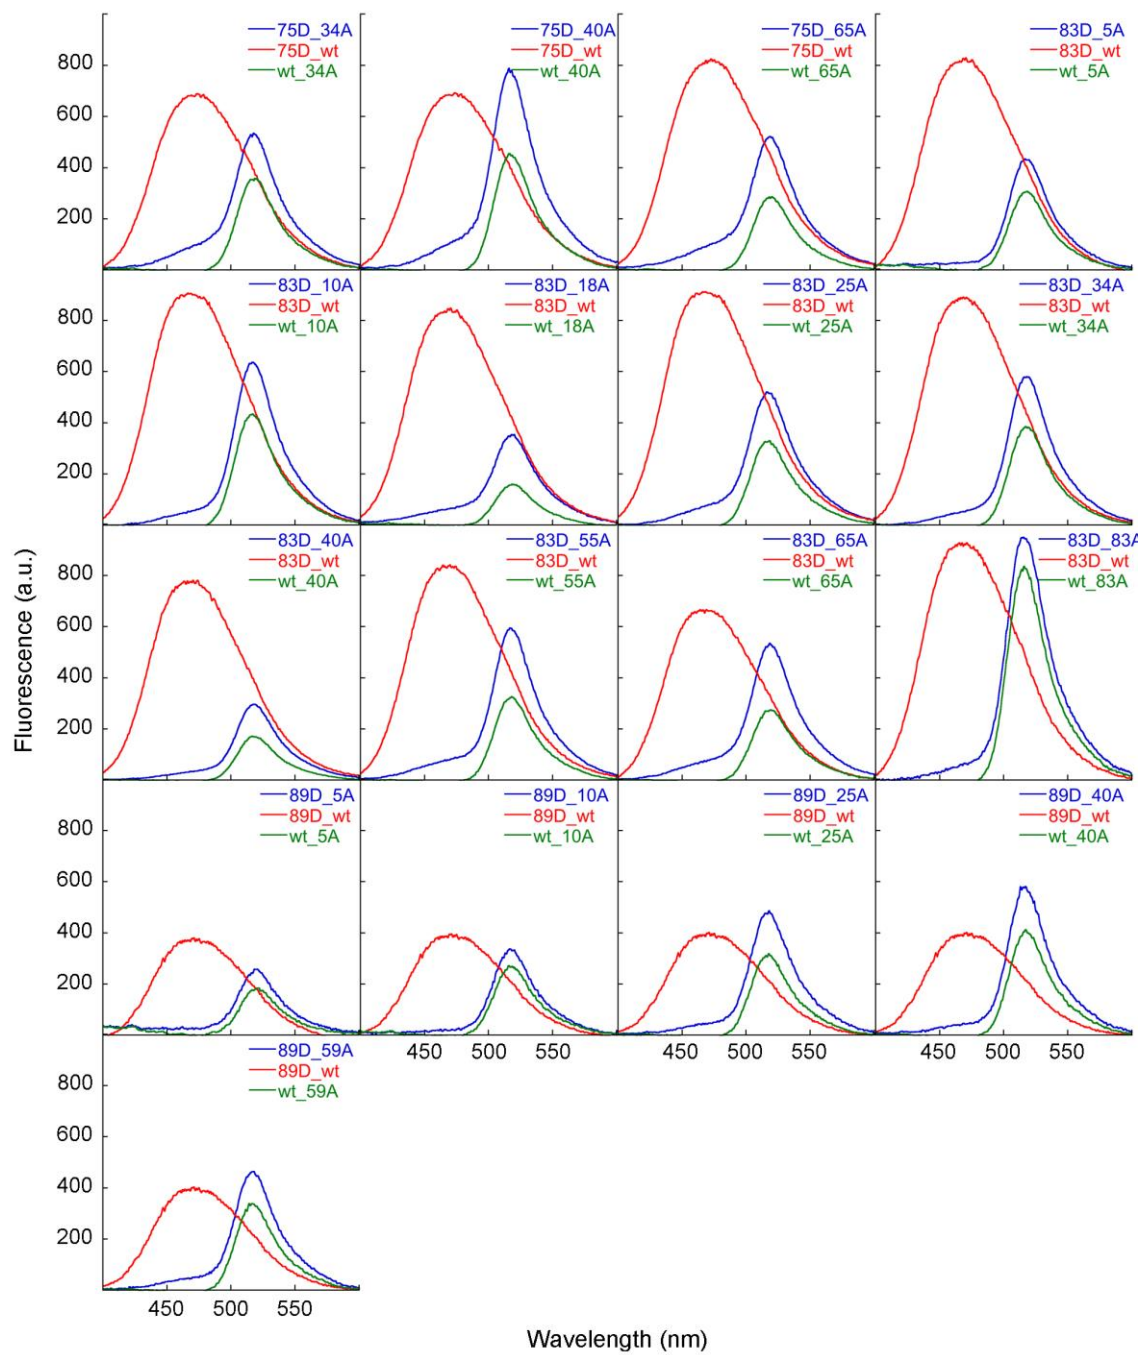 75D_34A
75D_wt
wt_34A
75D_40A
75D_wt
wt_40A
75D_65A
75D_wt
wt_65A
83D_5A
83D_wt
wt_5A
800
600
400
200
83D_10A
83D_wt
wt_10A
83D_18A
83D_wt
wt_18A
83D_25A
83D_wt
wt_25A
83D_34A
83D_wt
wt_34A
800
600
400
200
83D_40A
83D_wt
wt_40A
83D_55A
83D_wt
wt_55A
83D_65A
83D_wt
wt_65A
83D_83A
83D_wt
wt_83A
800
600
400
200
Fluorescence (a.u.)
89D_5A
89D_wt
wt_5A
89D_10A
89D_wt
wt_10A
89D_25A
89D_wt
wt_25A
89D_40A
89D_wt
wt_40A
800
600
400
200
450 500 550 450 500 550 450 500 550
89D_59A
89D_wt
wt_59A
800
600
400
200
450 500 550
Wavelength (nm)